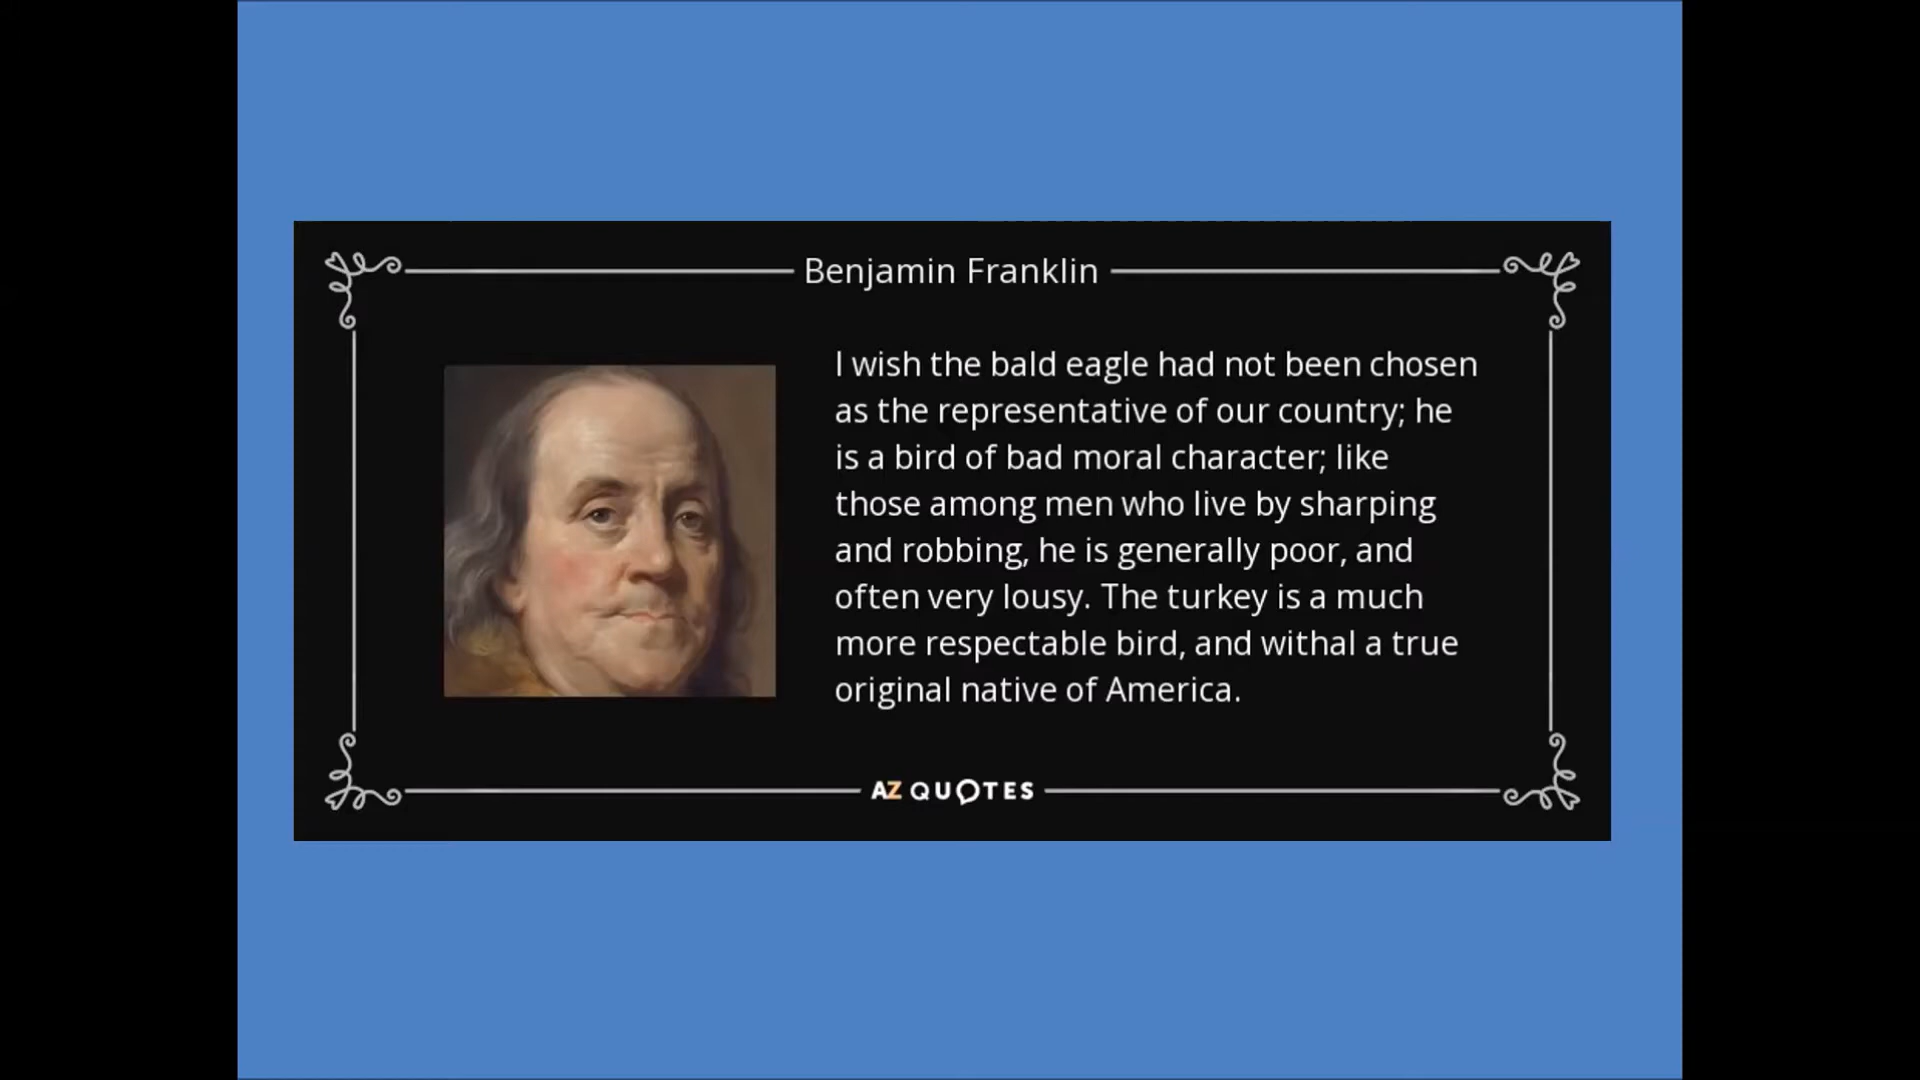 Benjamin Franklin
I wish the bald eagle had not been chosen
as the representative of our country; he
is a bird of bad moral character; like
those among men who live by sharping
and robbing, he is generally poor, and
often very lousy. The turkey is a much
more respectable bird, and withal a true
original native of America.
AZ QUOTES